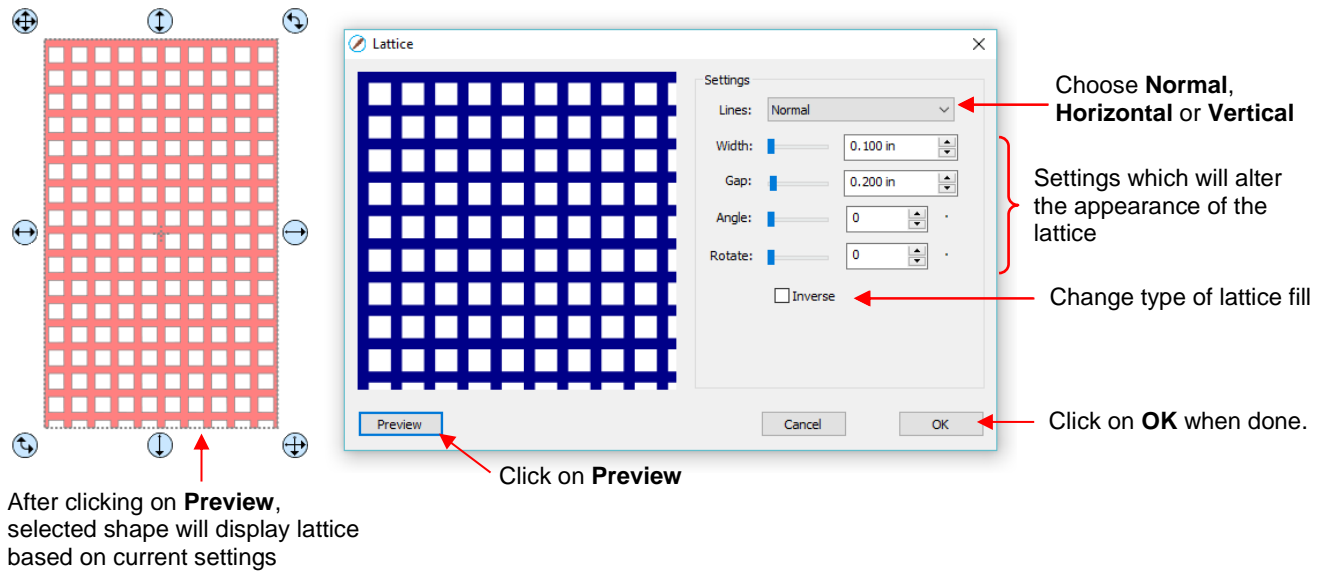 Lattice
Settings
Lines: Normal
Width: 0.100 in
Gap: 0.200 in
Angle: 0 °
Rotate: 0 °
Inverse
Preview
Cancel
OK
Choose Normal,
Horizontal or Vertical
Settings which will alter
the appearance of the
lattice
Change type of lattice fill
Click on OK when done.
Click on Preview
After clicking on Preview,
selected shape will display lattice
based on current settings